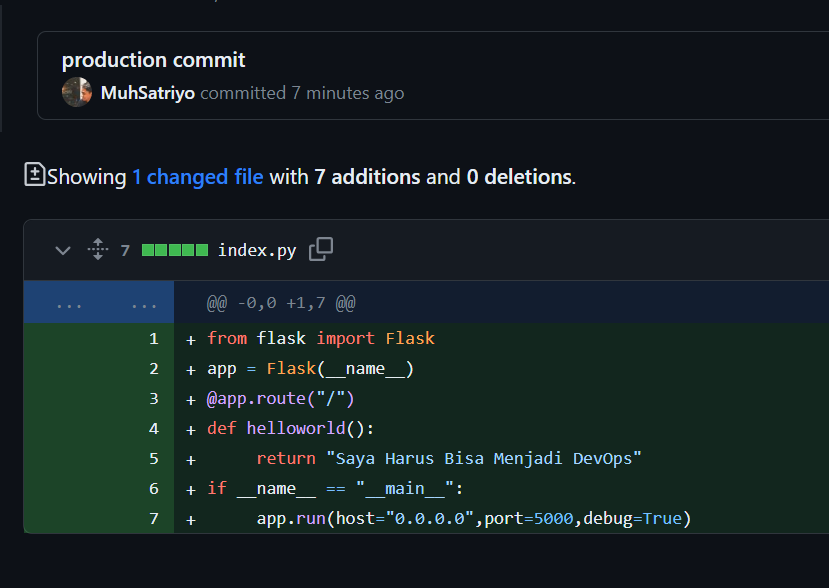 production commit
MuhSatriyo committed 7 minutes ago
Showing 1 changed file with 7 additions and 0 deletions.
7 index.py
... ... @@ -0,0 +1,7 @@
1 + from flask import Flask
2 + app = Flask(__name__)
3 + @app.route("/")
4 + def helloworld():
5 +      return "Saya Harus Bisa Menjadi DevOps"
6 + if __name__ == "__main__":
7 +      app.run(host="0.0.0.0",port=5000,debug=True)